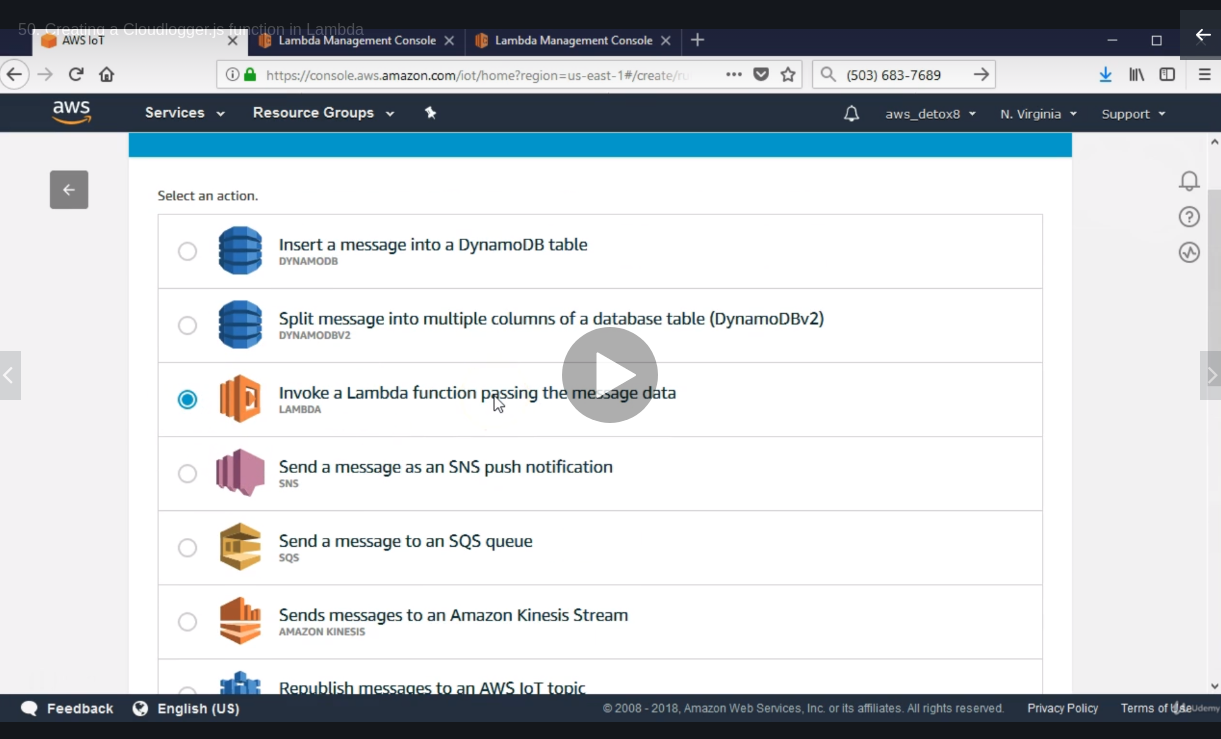 50. Creating a Cloudlogger.js function in Lambda
AWS IoT
Lambda Management Console
Lambda Management Console
https://console.aws.amazon.com/iot/home?region=us-east-1#/create/ru
(503) 683-7689
aws
Services
Resource Groups
aws_detox8
N. Virginia
Support
Select an action.
Insert a message into a DynamoDB table
DYNAMODB
Split message into multiple columns of a database table (DynamoDBv2)
DYNAMODBV2
Invoke a Lambda function passing the message data
LAMBDA
Send a message as an SNS push notification
SNS
Send a message to an SQS queue
SQS
Sends messages to an Amazon Kinesis Stream
AMAZON KINESIS
Republish messages to an AWS IoT topic
Feedback
English (US)
© 2008 - 2018, Amazon Web Services, Inc. or its affiliates. All rights reserved.
Privacy Policy
Terms of Use
Udemy